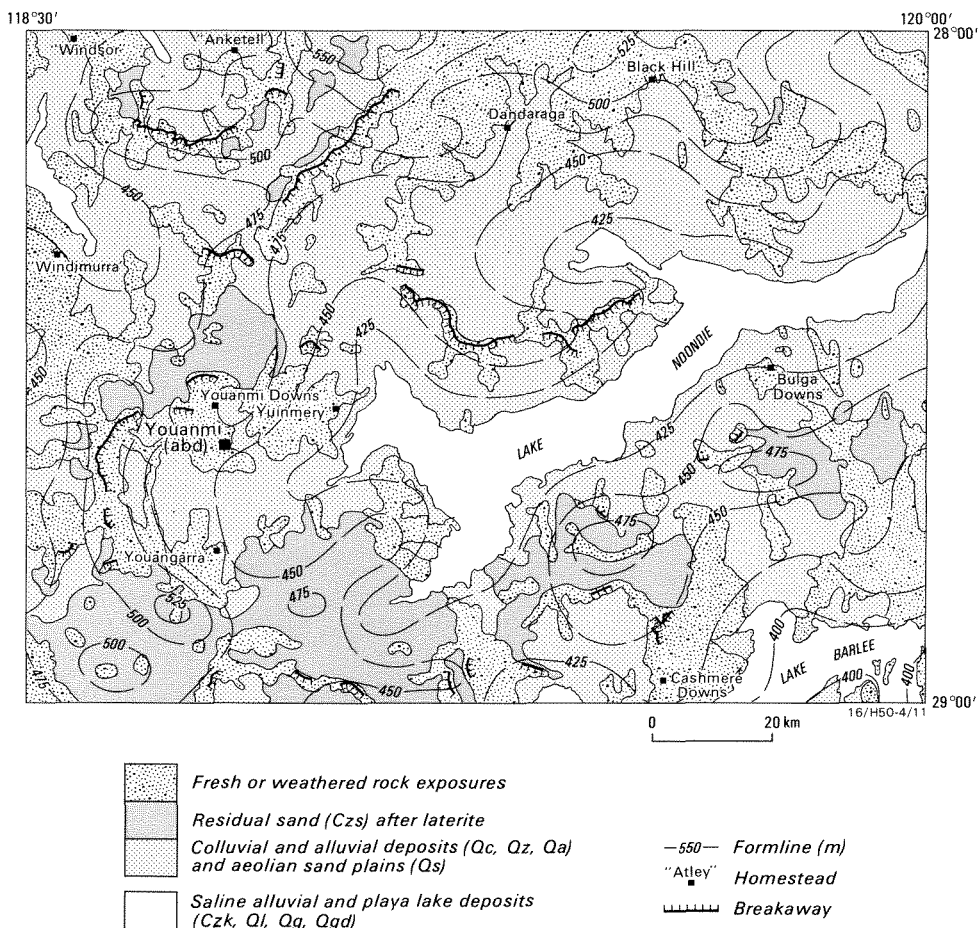 118°30'
120°00'
28°00'
"Windsor"
Anketell
550
525
Black Hill
500
Dandaraga
500
450
450
475
425
475
"Windimurra
450
425
NOONDIE
450
Bulga
Downs
Youanmi Downs
Yuinmery
Youanmi
(abd)
LAKE
425
475
450
475
450
Youangarra
450
475
525
500
500
475
450
425
Cashmere
Downs
400
LAKE BARLEE
400
400
29°00'
16/H50-4/11
0 20 km
Fresh or weathered rock exposures
Residual sand (Czs) after laterite
Colluvial and alluvial deposits (Qc, Qz, Qa)
and aeolian sand plains (Qs)
Saline alluvial and playa lake deposits
(Czk, Ql, Qg, Qgd)
550 Formline (m)
"Atley" Homestead
Breakaway